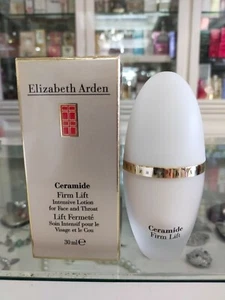 Elizabeth Arden
Ceramide
Firm Lift
Intensive Lotion
for Face and Throat
Lift Fermeté
Soin Intensif pour le
Visage et le Cou
30 ml ℮
Ceramide
Firm Lift